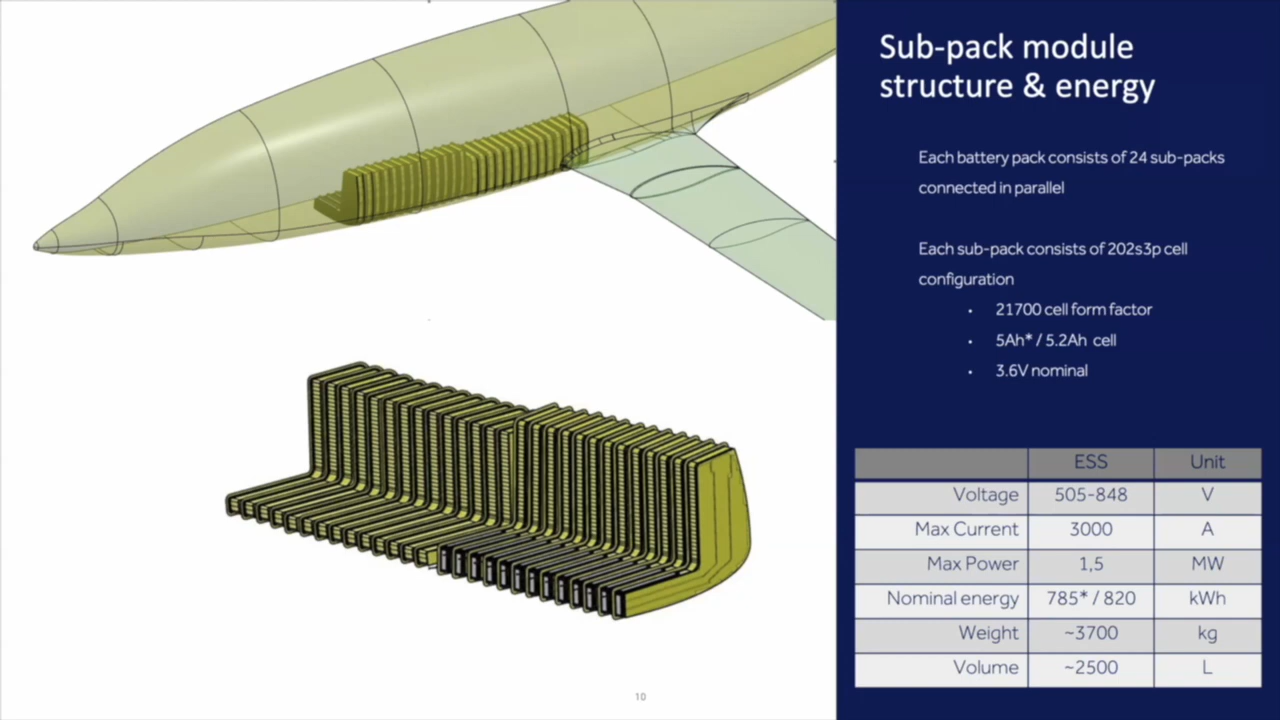 Sub-pack module
structure & energy
Each battery pack consists of 24 sub-packs
connected in parallel
Each sub-pack consists of 202s3p cell
configuration
• 21700 cell form factor
• 5Ah* / 5.2Ah cell
• 3.6V nominal
ESS Unit
Voltage 505-848 V
Max Current 3000 A
Max Power 1,5 MW
Nominal energy 785* / 820 kWh
Weight ~3700 kg
Volume ~2500 L
10